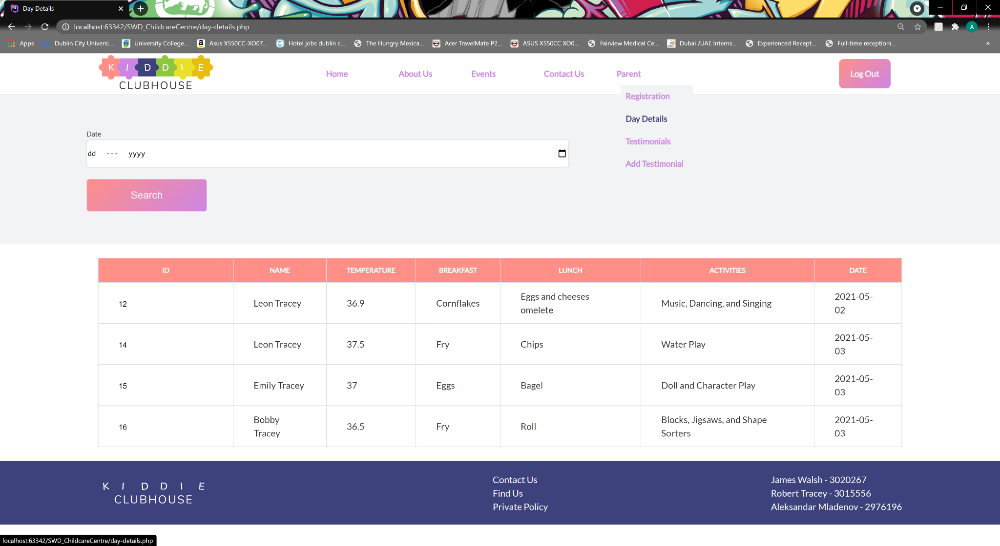 Day Details
localhost:63342/SWD_ChildcareCentre/day-details.php
A
Apps
Dublin City Universi...
University College...
Asus X550CC-XO07...
Hotel jobs dublin c...
The Hungry Mexica...
Acer TravelMate P2...
ASUS X550CC XO0...
Fairview Medical Ce...
Dubai /UAE Interns...
Experienced Recept...
Full-time receptioni...
»
KIDDIE
CLUBHOUSE
Home
About Us
Events
Contact Us
Parent
Log Out
Registration
Day Details
Testimonials
Add Testimonial
Date
dd --- yyyy
Search
ID NAME TEMPERATURE BREAKFAST LUNCH ACTIVITIES DATE
12 Leon Tracey 36.9 Cornflakes Eggs and cheeses
omelete Music, Dancing, and Singing 2021-05-
02
14 Leon Tracey 37.5 Fry Chips Water Play 2021-05-
03
15 Emily Tracey 37 Eggs Bagel Doll and Character Play 2021-05-
03
16 Bobby
Tracey 36.5 Fry Roll Blocks, Jigsaws, and Shape
Sorters 2021-05-
03
KIDDIE
CLUBHOUSE
Contact Us
Find Us
Private Policy
James Walsh - 3020267
Robert Tracey - 3015556
Aleksandar Mladenov - 2976196
localhost:63342/SWD_ChildcareCentre/day-details.php